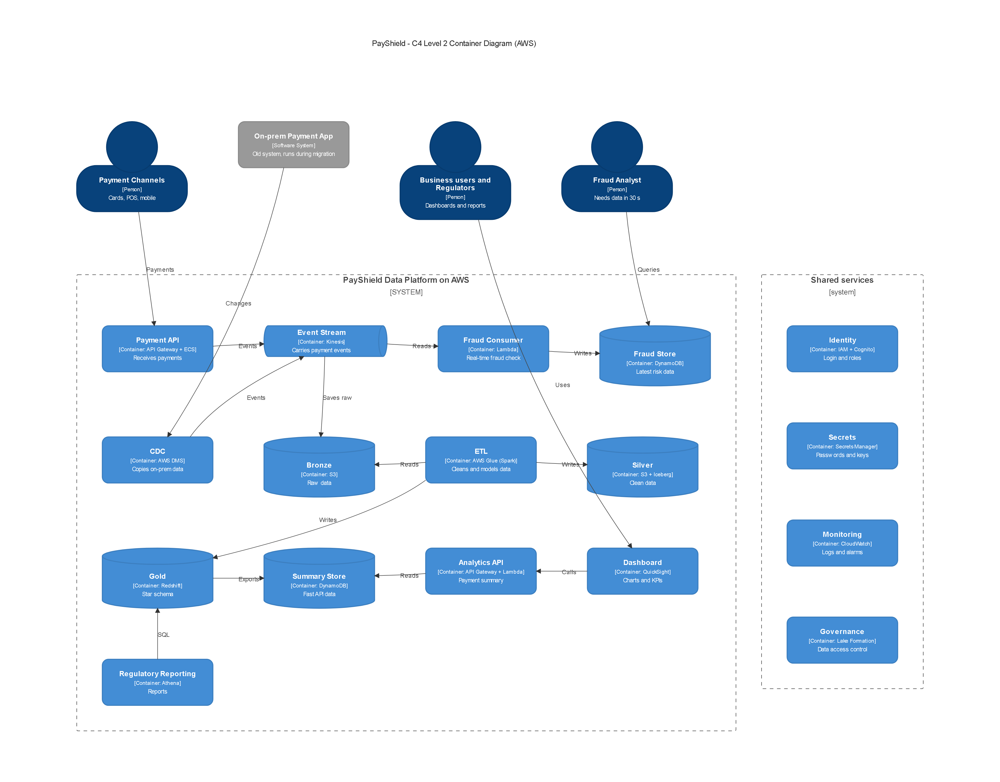 PayShield - C4 Level 2 Container Diagram (AWS)
Payment Channels
[Person]
Cards, POS, mobile
On-prem Payment App
[Software System]
Old system, runs during migration
Business users and
Regulators
[Person]
Dashboards and reports
Fraud Analyst
[Person]
Needs data in 30 s
Payments
Changes
Queries
PayShield Data Platform on AWS
[SYSTEM]
Shared services
[system]
Payment API
[Container: API Gateway + ECS]
Receives payments
Events
Event Stream
[Container: Kinesis]
Carries payment events
Reads
Fraud Consumer
[Container: Lambda]
Real-time fraud check
Writes
Fraud Store
[Container: DynamoDB]
Latest risk data
Identity
[Container: IAM + Cognito]
Login and roles
Events
Saves raw
Uses
CDC
[Container: AWS DMS]
Copies on-prem data
Bronze
[Container: S3]
Raw data
Reads
ETL
[Container: AWS Glue (Spark)]
Cleans and models data
Writes
Silver
[Container: S3 + Iceberg]
Clean data
Secrets
[Container: Secrets Manager]
Passwords and keys
Writes
Gold
[Container: Redshift]
Star schema
Exports
Summary Store
[Container: DynamoDB]
Fast API data
Reads
Analytics API
[Container: API Gateway + Lambda]
Payment summary
Calls
Dashboard
[Container: QuickSight]
Charts and KPIs
Monitoring
[Container: CloudWatch]
Logs and alarms
SQL
Regulatory Reporting
[Container: Athena]
Reports
Governance
[Container: Lake Formation]
Data access control